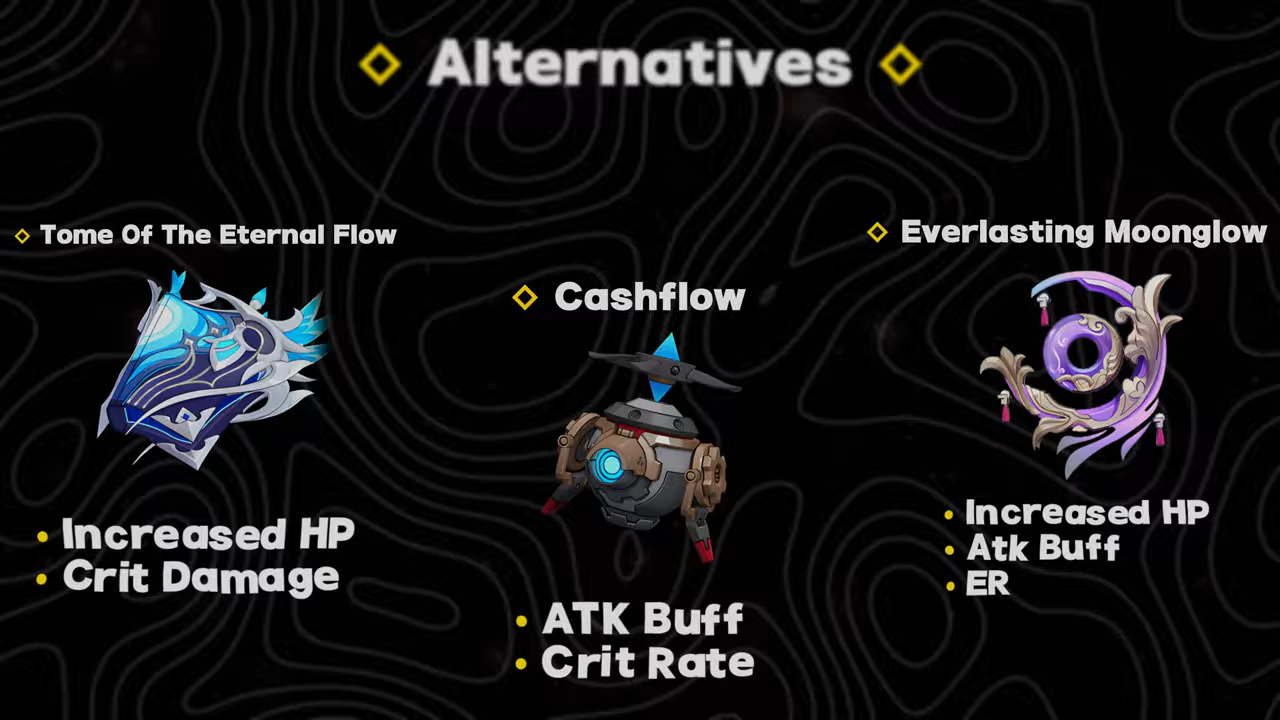 Alternatives
Tome Of The Eternal Flow
Increased HP
Crit Damage
Cashflow
ATK Buff
Crit Rate
Everlasting Moonglow
Increased HP
Atk Buff
ER